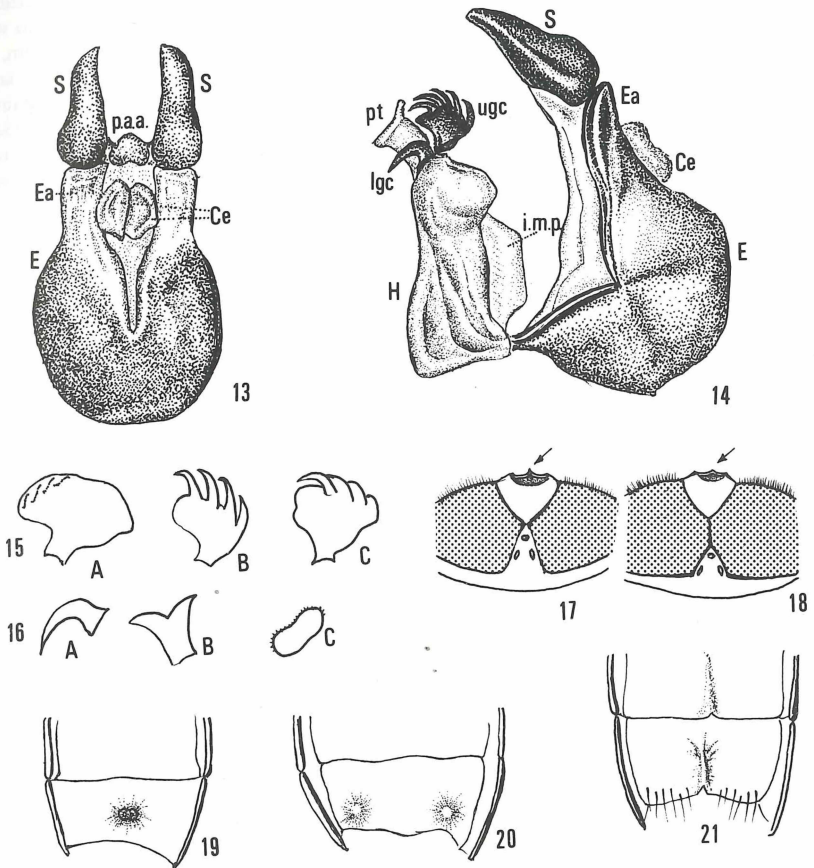 S S
p.a.a.
Ea
Ce
E
13
S
Ea
pt
ugc
lgc
Ce
i.m.p.
E
H
14
15
A B C
16
A B C
17 18
19 20 21